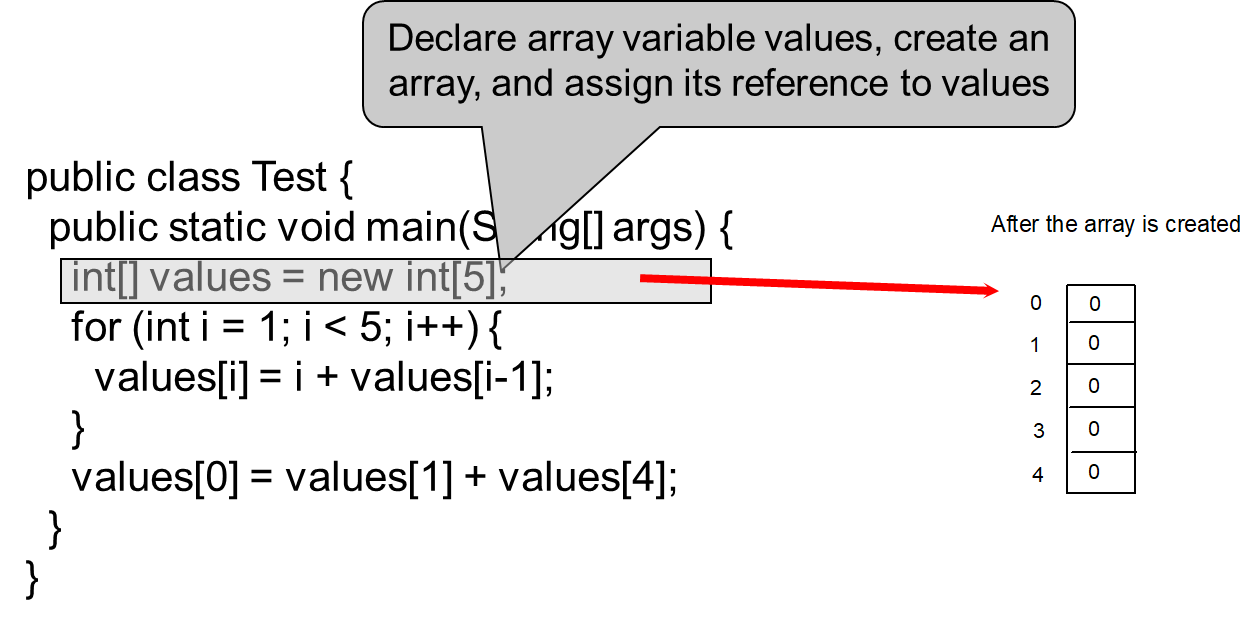 Declare array variable values, create an
array, and assign its reference to values
public class Test {
public static void main(S ng[] args) {
After the array is created
int[] values = new int[5];
for (int i = 1; i < 5; i++) {
values[i] = i + values[i-1];
}
values[0] = values[1] + values[4];
}
}
0 0
1 0
2 0
3 0
4 0